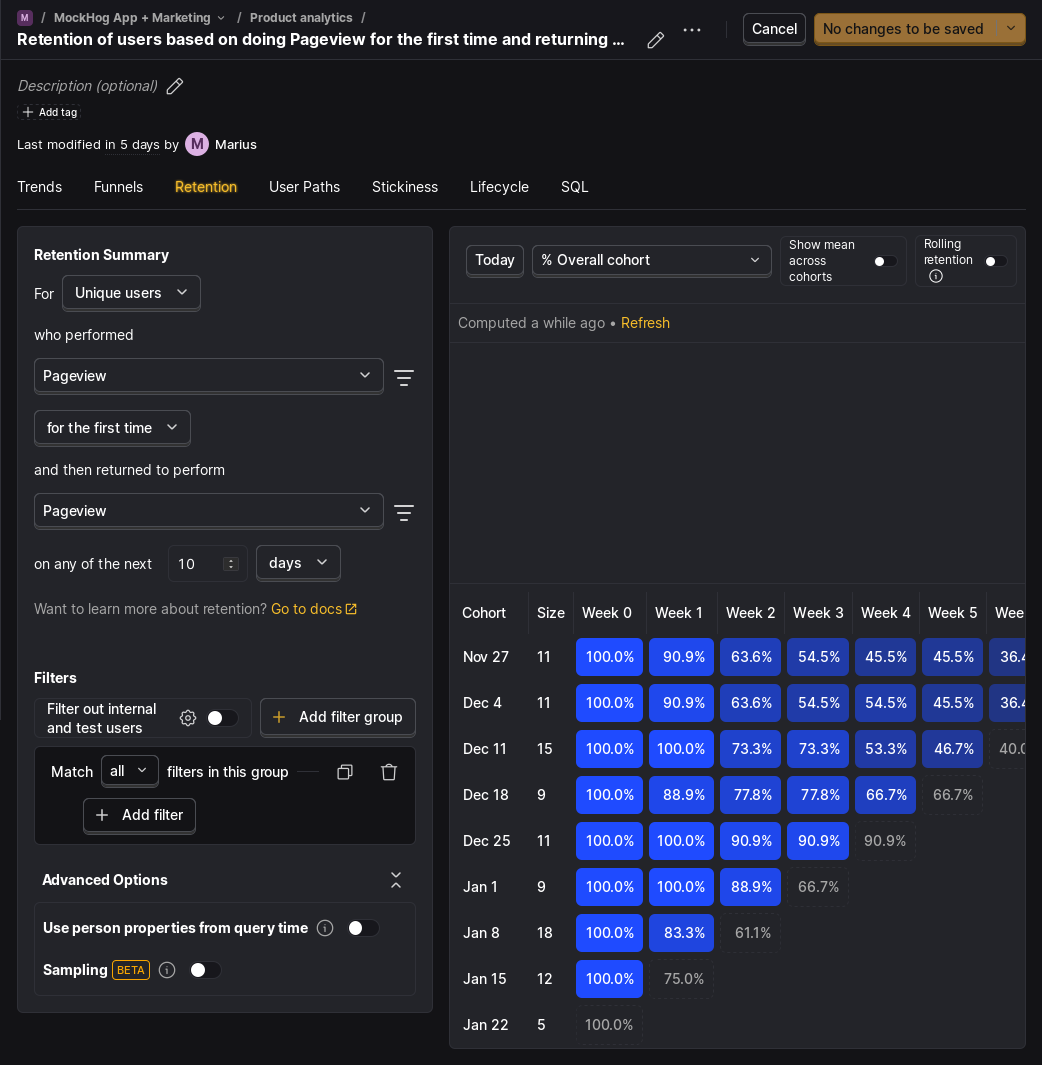 M / MockHog App + Marketing / Product analytics /
Retention of users based on doing Pageview for the first time and returning ...
Cancel
No changes to be saved
Description (optional)
Add tag
Last modified in 5 days by M Marius
Trends Funnels Retention User Paths Stickiness Lifecycle SQL
Retention Summary
For Unique users
who performed
Pageview
for the first time
and then returned to perform
Pageview
on any of the next 10 days
Want to learn more about retention? Go to docs
Filters
Filter out internal
and test users
Add filter group
Match all filters in this group
Add filter
Advanced Options
Use person properties from query time
Sampling BETA
Today
% Overall cohort
Show mean
across
cohorts
Rolling
retention
Computed a while ago • Refresh
Cohort Size Week 0 Week 1 Week 2 Week 3 Week 4 Week 5 Wee
Nov 27 11 100.0% 90.9% 63.6% 54.5% 45.5% 45.5% 36.4
Dec 4 11 100.0% 90.9% 63.6% 54.5% 54.5% 45.5% 36.4
Dec 11 15 100.0% 100.0% 73.3% 73.3% 53.3% 46.7% 40.0
Dec 18 9 100.0% 88.9% 77.8% 77.8% 66.7% 66.7%
Dec 25 11 100.0% 100.0% 90.9% 90.9% 90.9%
Jan 1 9 100.0% 100.0% 88.9% 66.7%
Jan 8 18 100.0% 83.3% 61.1%
Jan 15 12 100.0% 75.0%
Jan 22 5 100.0%